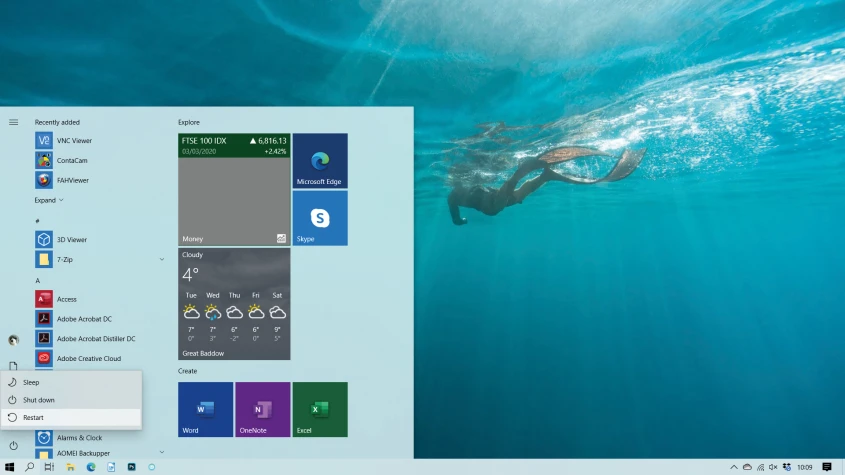 Recently added
VNC Viewer
ContaCam
FAHViewer
Expand
#
3D Viewer
7-Zip
A
Access
Adobe Acrobat DC
Adobe Acrobat Distiller DC
Adobe Creative Cloud
Sleep
Shut down
Restart
Alarms & Clock
AOMEI Backupper
Explore
FTSE 100 IDX ▲ 6,816.13
03/03/2020 +2.42%
Money
Microsoft Edge
Skype
Cloudy
4°
Tue Wed Thu Fri Sat
7° 7° 6° 6° 9°
0° 3° -2° 0° 5°
Great Baddow
Create
Word
OneNote
Excel
10:09